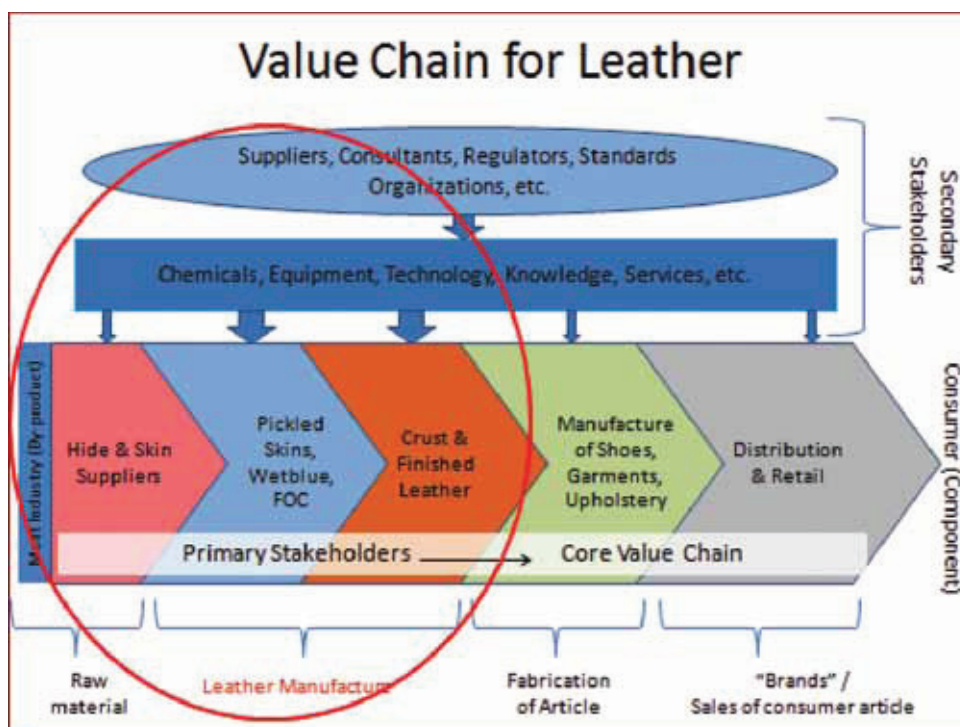 Value Chain for Leather
Suppliers, Consultants, Regulators, Standards
Organizations, etc.
Secondary
Stakeholders
Chemicals, Equipment, Technology, Knowledge, Services, etc.
Meat Industry (By product)
Hide & Skin
Suppliers
Pickled
Skins,
Wetblue,
FOC
Crust &
Finished
Leather
Manufacture
of Shoes,
Garments,
Upholstery
Distribution
& Retail
Consumer (Component)
Primary Stakeholders
Core Value Chain
Raw
material
Leather Manufacture
Fabrication
of Article
"Brands" /
Sales of consumer article